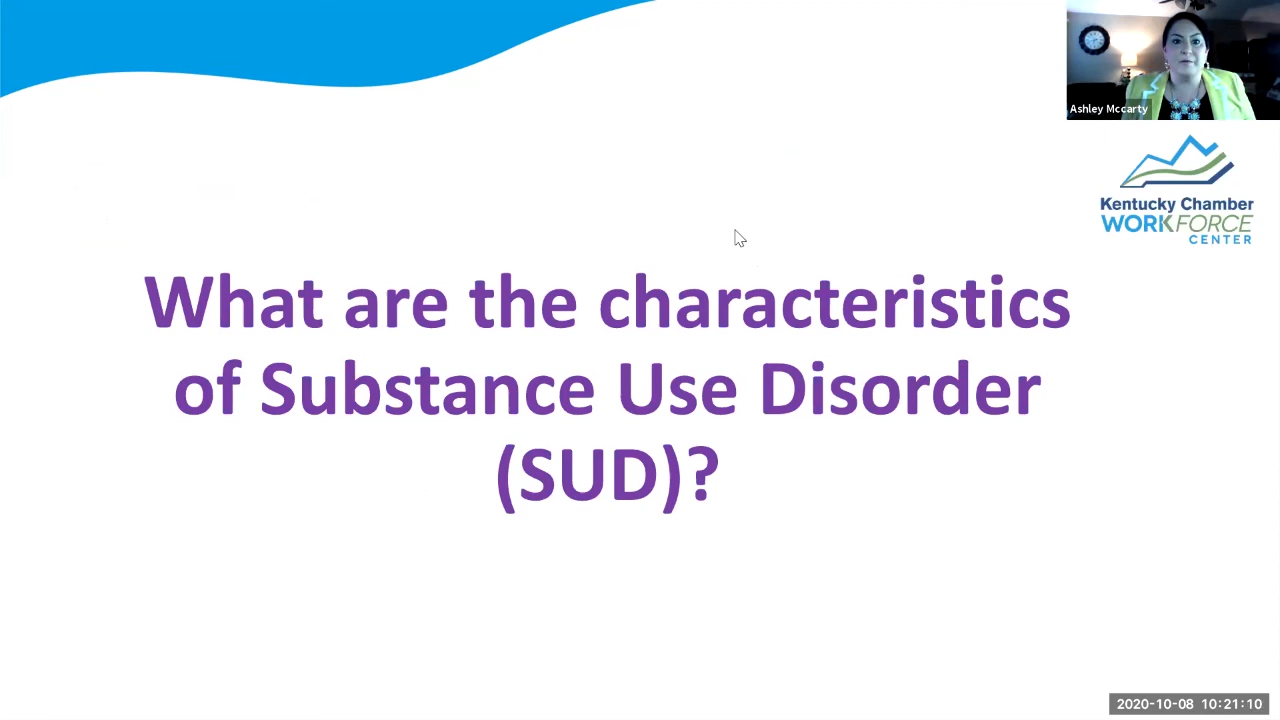 Ashley Mccarty
Kentucky Chamber
WORKFORCE
CENTER
What are the characteristics
of Substance Use Disorder
(SUD)?
2020-10-08 10:21:10